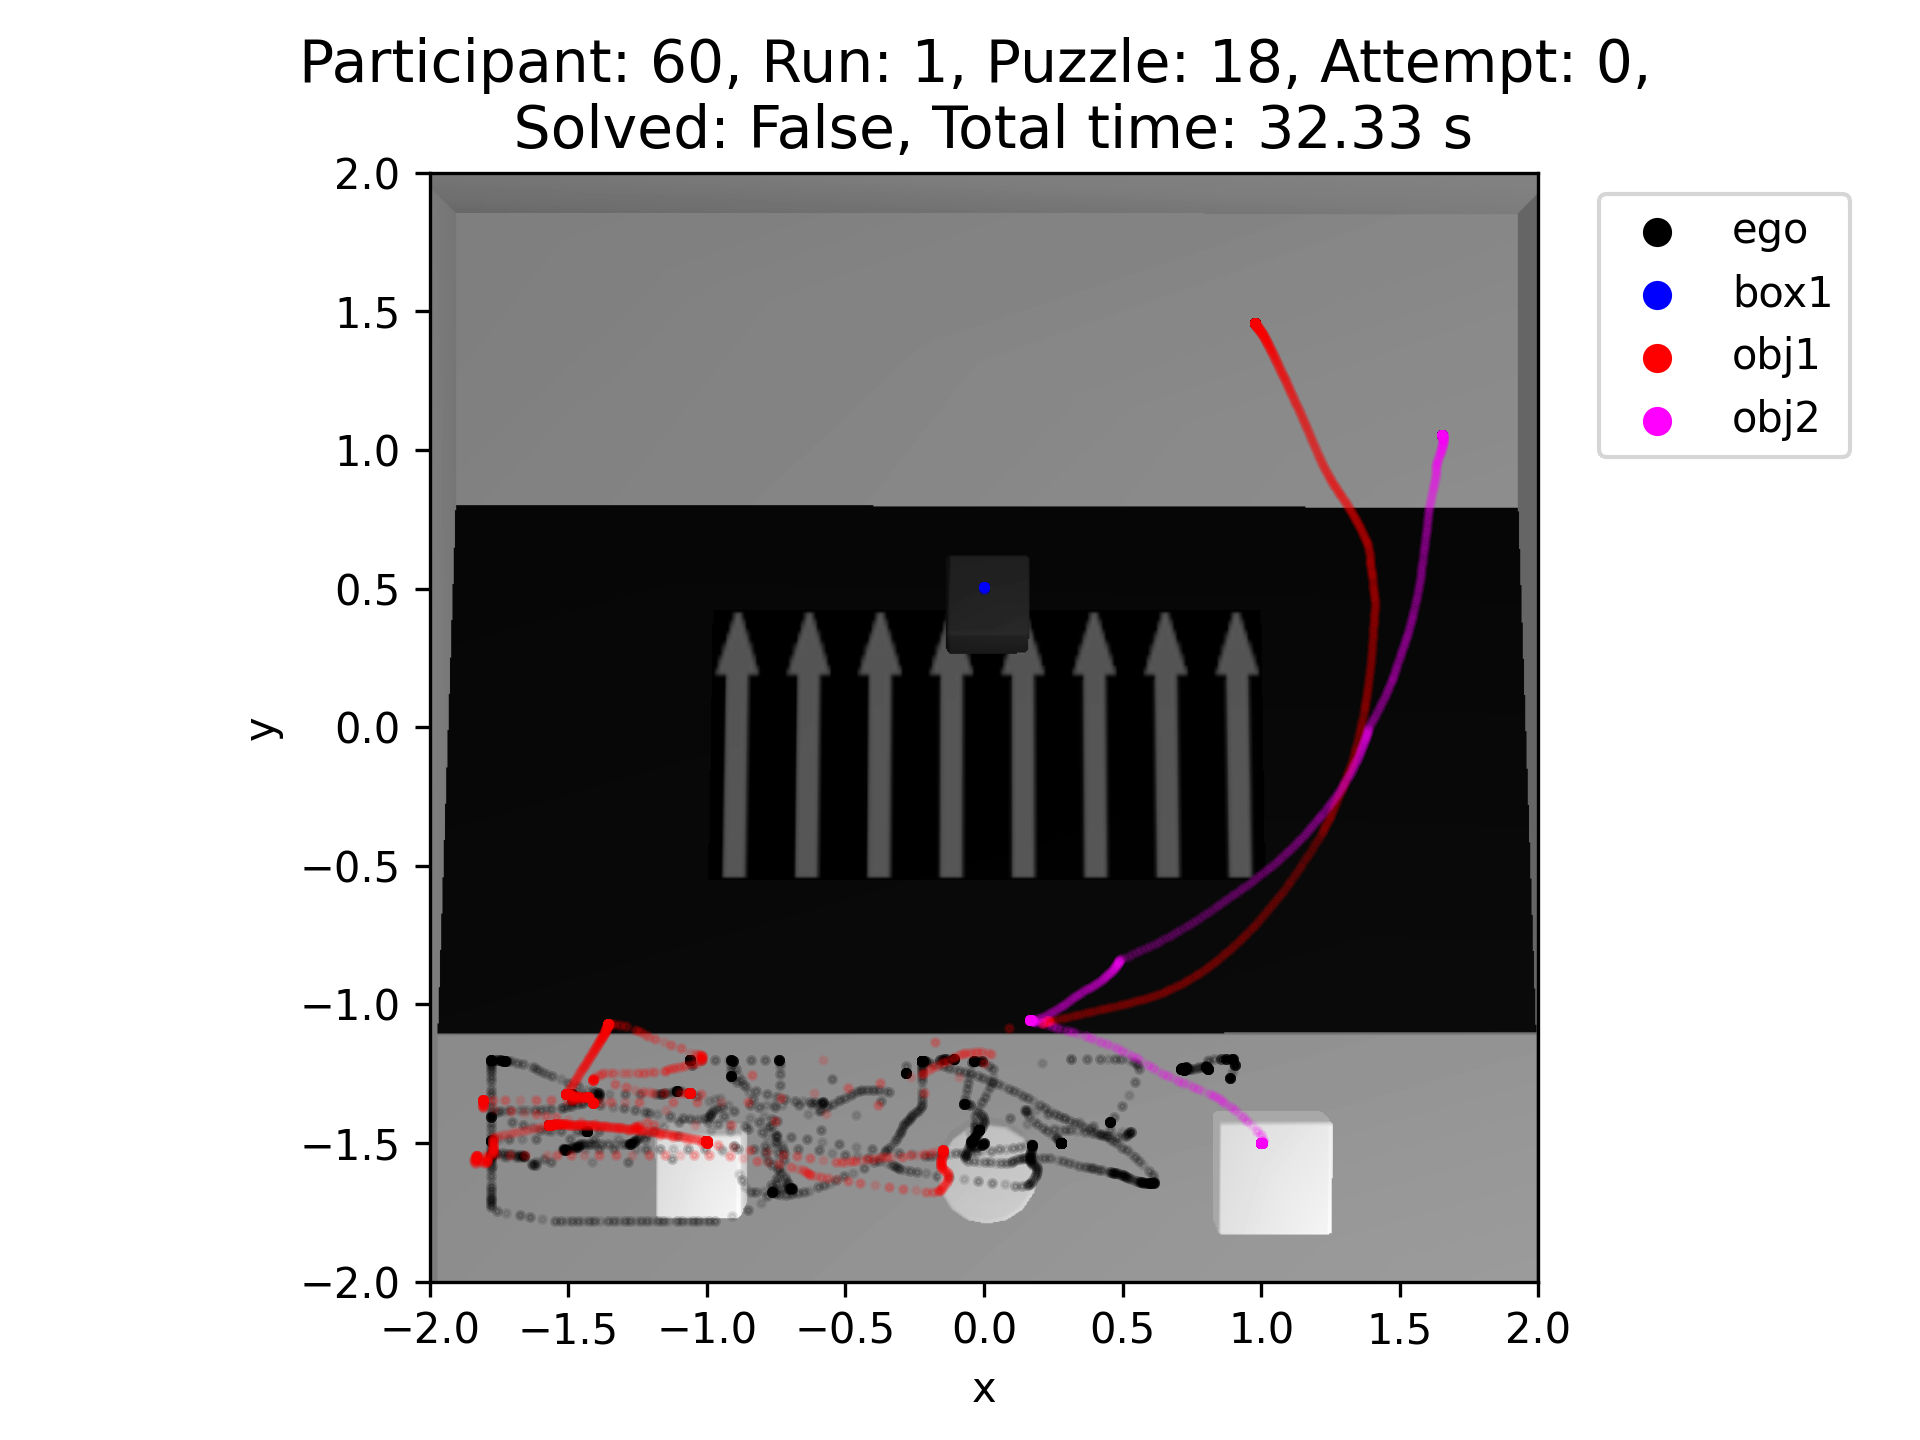 Participant: 60, Run: 1, Puzzle: 18, Attempt: 0,
Solved: False, Total time: 32.33 s
ego
box1
obj1
obj2
2.0
1.5
1.0
0.5
0.0
−0.5
−1.0
−1.5
−2.0
y
−2.0 −1.5 −1.0 −0.5 0.0 0.5 1.0 1.5 2.0
x